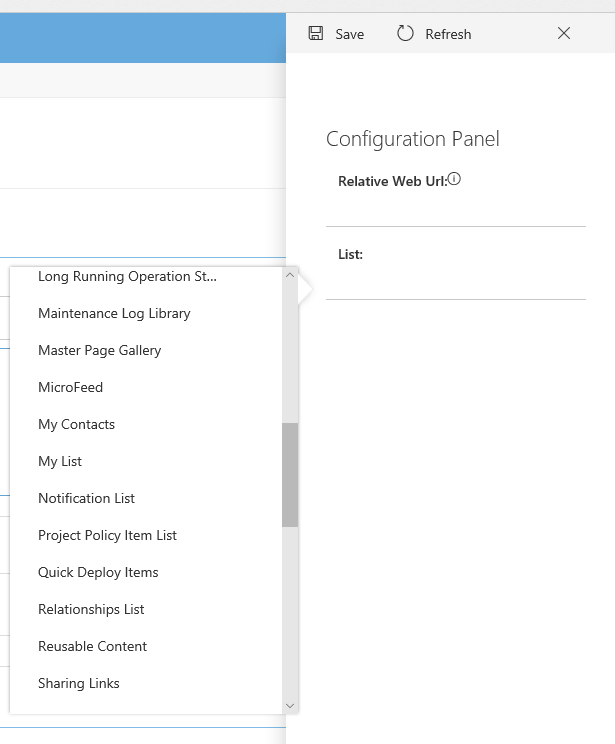 Save
Refresh
Configuration Panel
Relative Web Url:
List:
Long Running Operation St...
Maintenance Log Library
Master Page Gallery
MicroFeed
My Contacts
My List
Notification List
Project Policy Item List
Quick Deploy Items
Relationships List
Reusable Content
Sharing Links